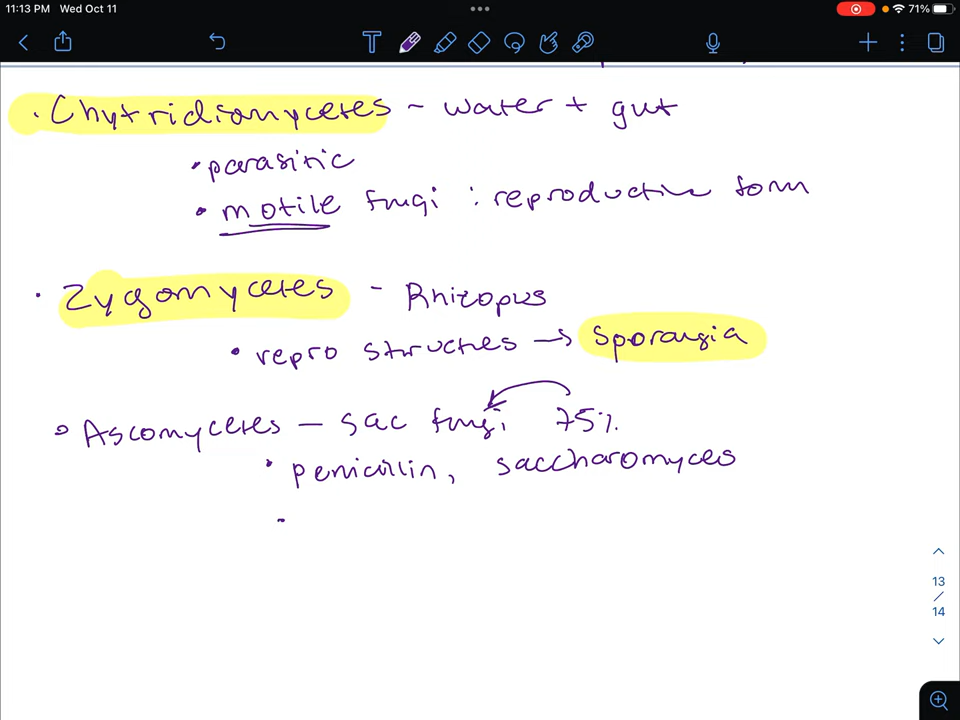 11:13 PM Wed Oct 11
71%
· Chytridiomycetes - water + gut
· parasitic
· motile fungi : reproductive form
· Zygomycetes - Rhizopus
· repro structres → sporangia
· Ascomycetes - sac fungi 75%
· penicillin, saccharomyces
·
13
/
14